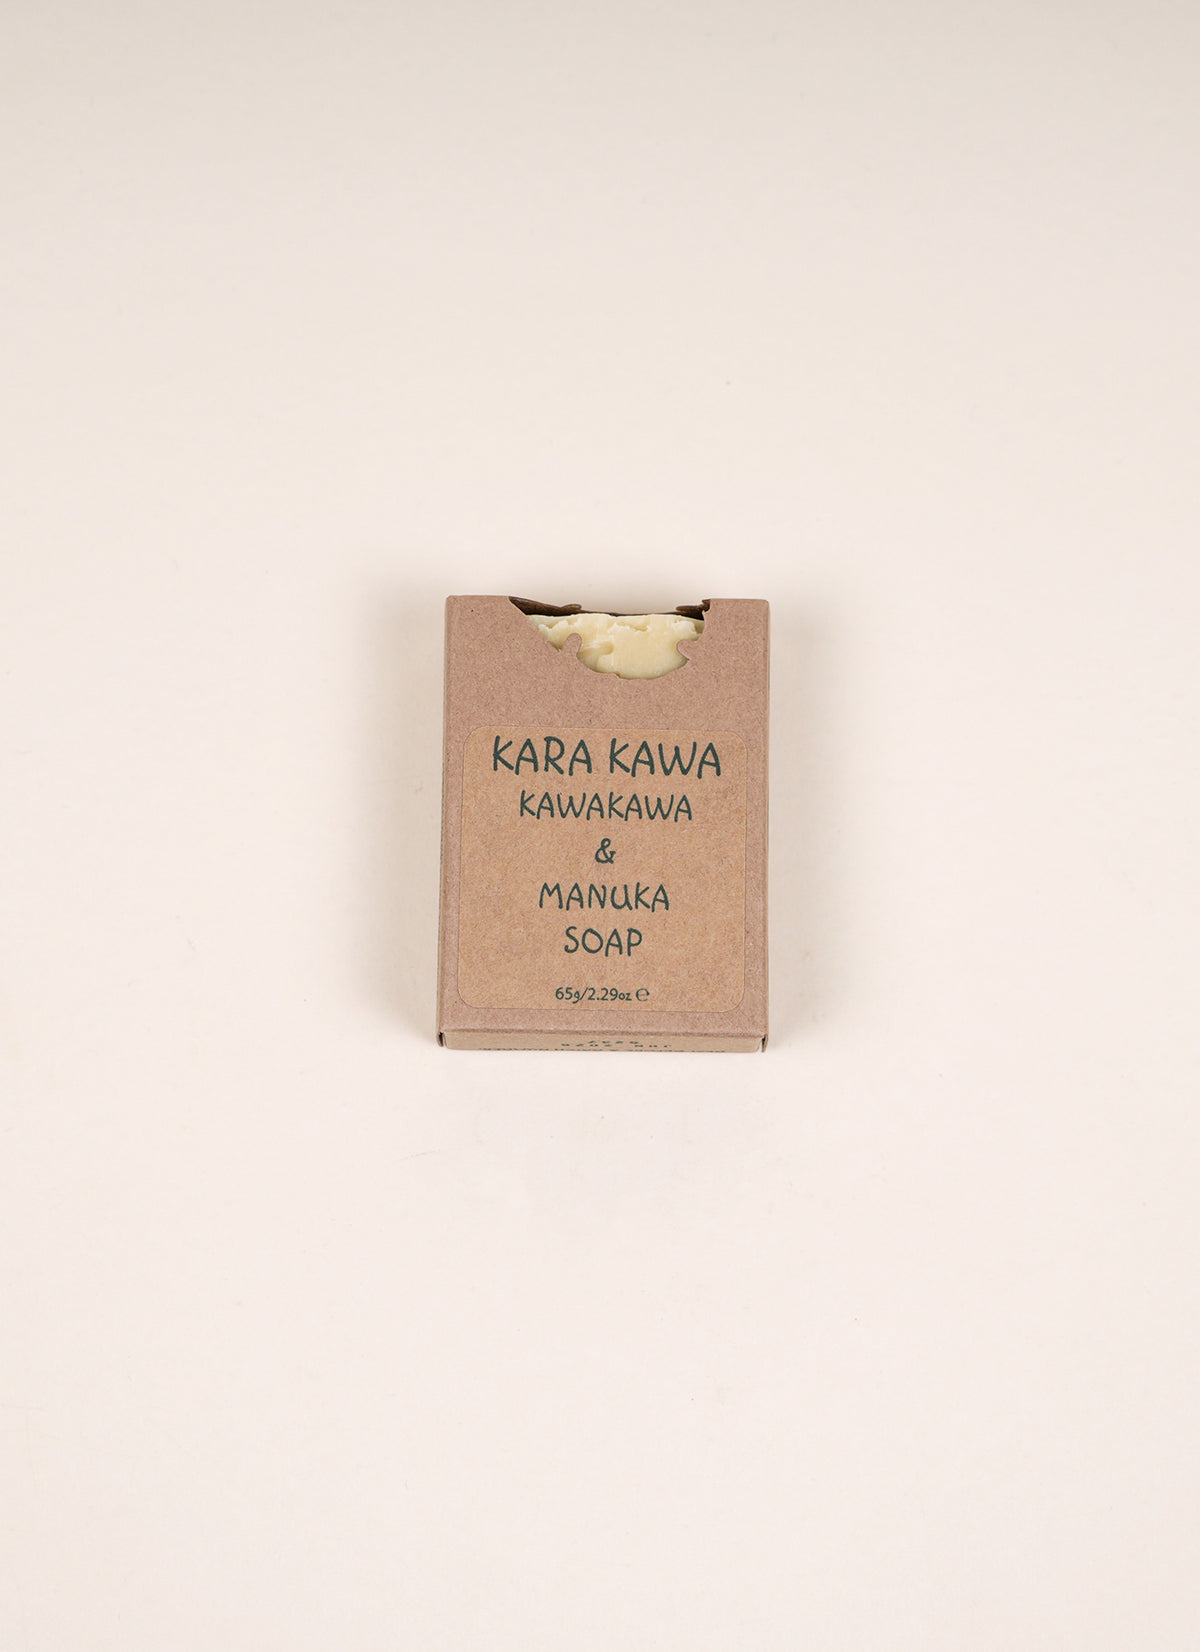 KARA KAWA
KAWAKAWA
&
MANUKA
SOAP
65g/2.29oz ℮